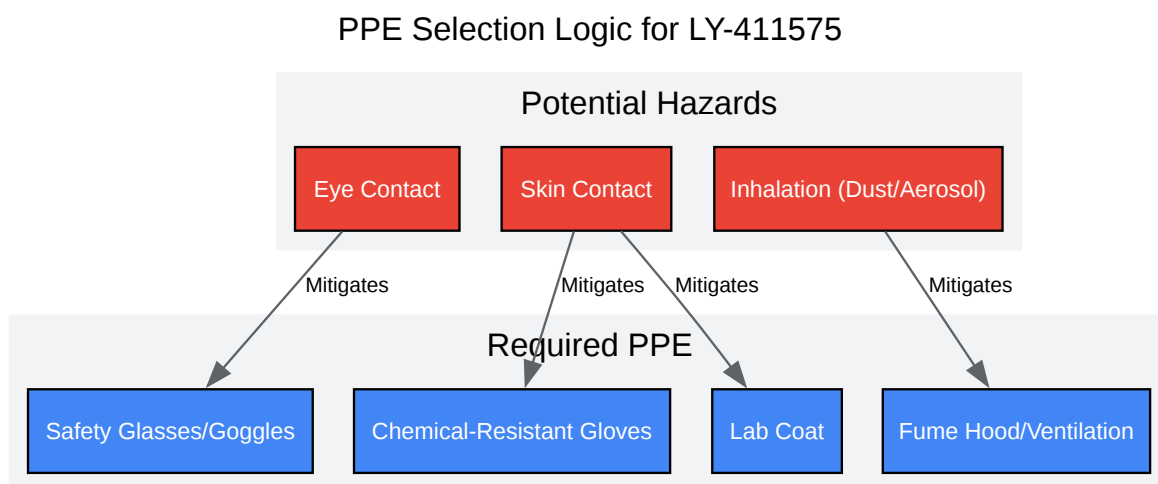 PPE Selection Logic for LY-411575
Potential Hazards
Eye Contact
Skin Contact
Inhalation (Dust/Aerosol)
Mitigates
Mitigates
Mitigates
Mitigates
Required PPE
Safety Glasses/Goggles
Chemical-Resistant Gloves
Lab Coat
Fume Hood/Ventilation